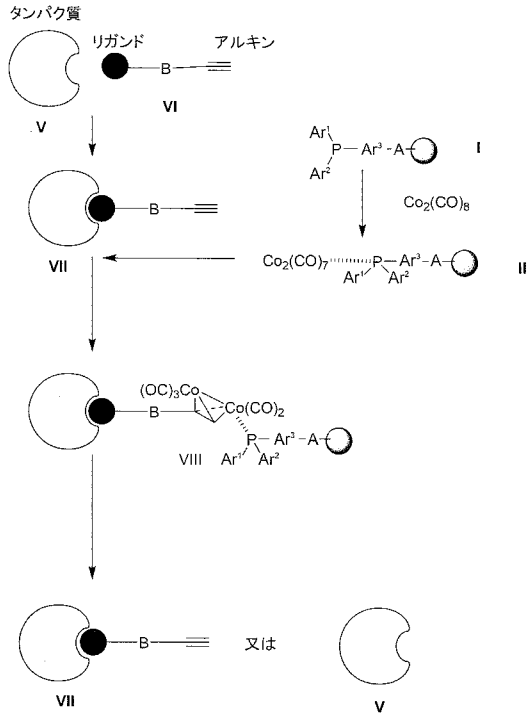 タンパク質
リガンド
アルキン
B
VI
V
Ar¹
P
Ar³
A
Ar²
I
Co₂(CO)₈
B
VII
Co₂(CO)₇
P
Ar³
A
Ar¹
Ar²
II
(OC)₃Co
Co(CO)₂
B
P
Ar³
A
VIII
Ar¹
Ar²
B
又は
VII
V